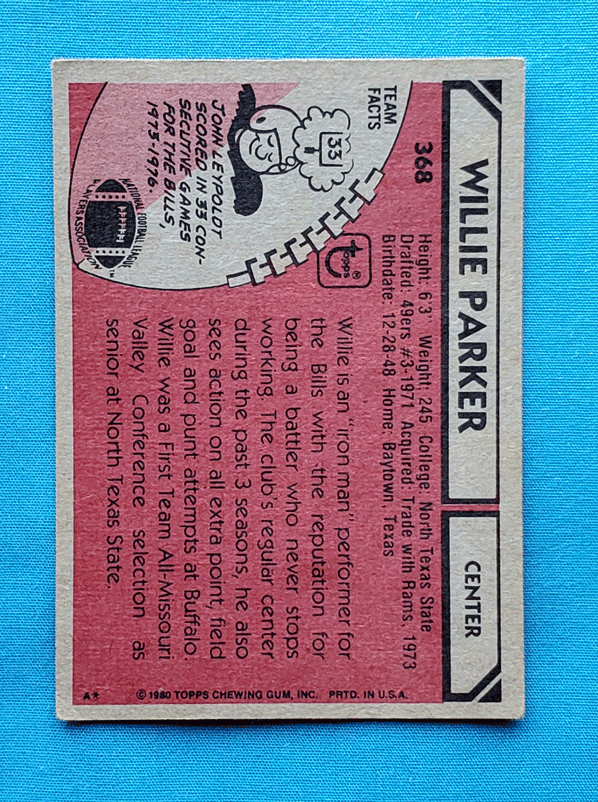 WILLIE PARKER
CENTER
368
Height: 6'3" Weight: 245 College: North Texas State
Drafted: 49ers #3-1971 Acquired: Trade with Rams, 1973
Birthdate: 12-28-48 Home: Baytown, Texas
TEAM
FACTS
33
JOHN LEYPOLDT
SCORED IN 33 CON-
SECUTIVE GAMES
FOR THE BILLS,
1973-1976.
NATIONAL FOOTBALL LEAGUE
PLAYERS ASSOCIATION
topps®
Willie is an "iron man" performer for
the Bills with the reputation for
being a battler who never stops
working. The club's regular center
during the past 3 seasons, he also
sees action on all extra point, field
goal and punt attempts at Buffalo.
Willie was a First Team All-Missouri
Valley Conference selection as
senior at North Texas State.
A* © 1980 TOPPS CHEWING GUM, INC. PRTD. IN U.S.A.